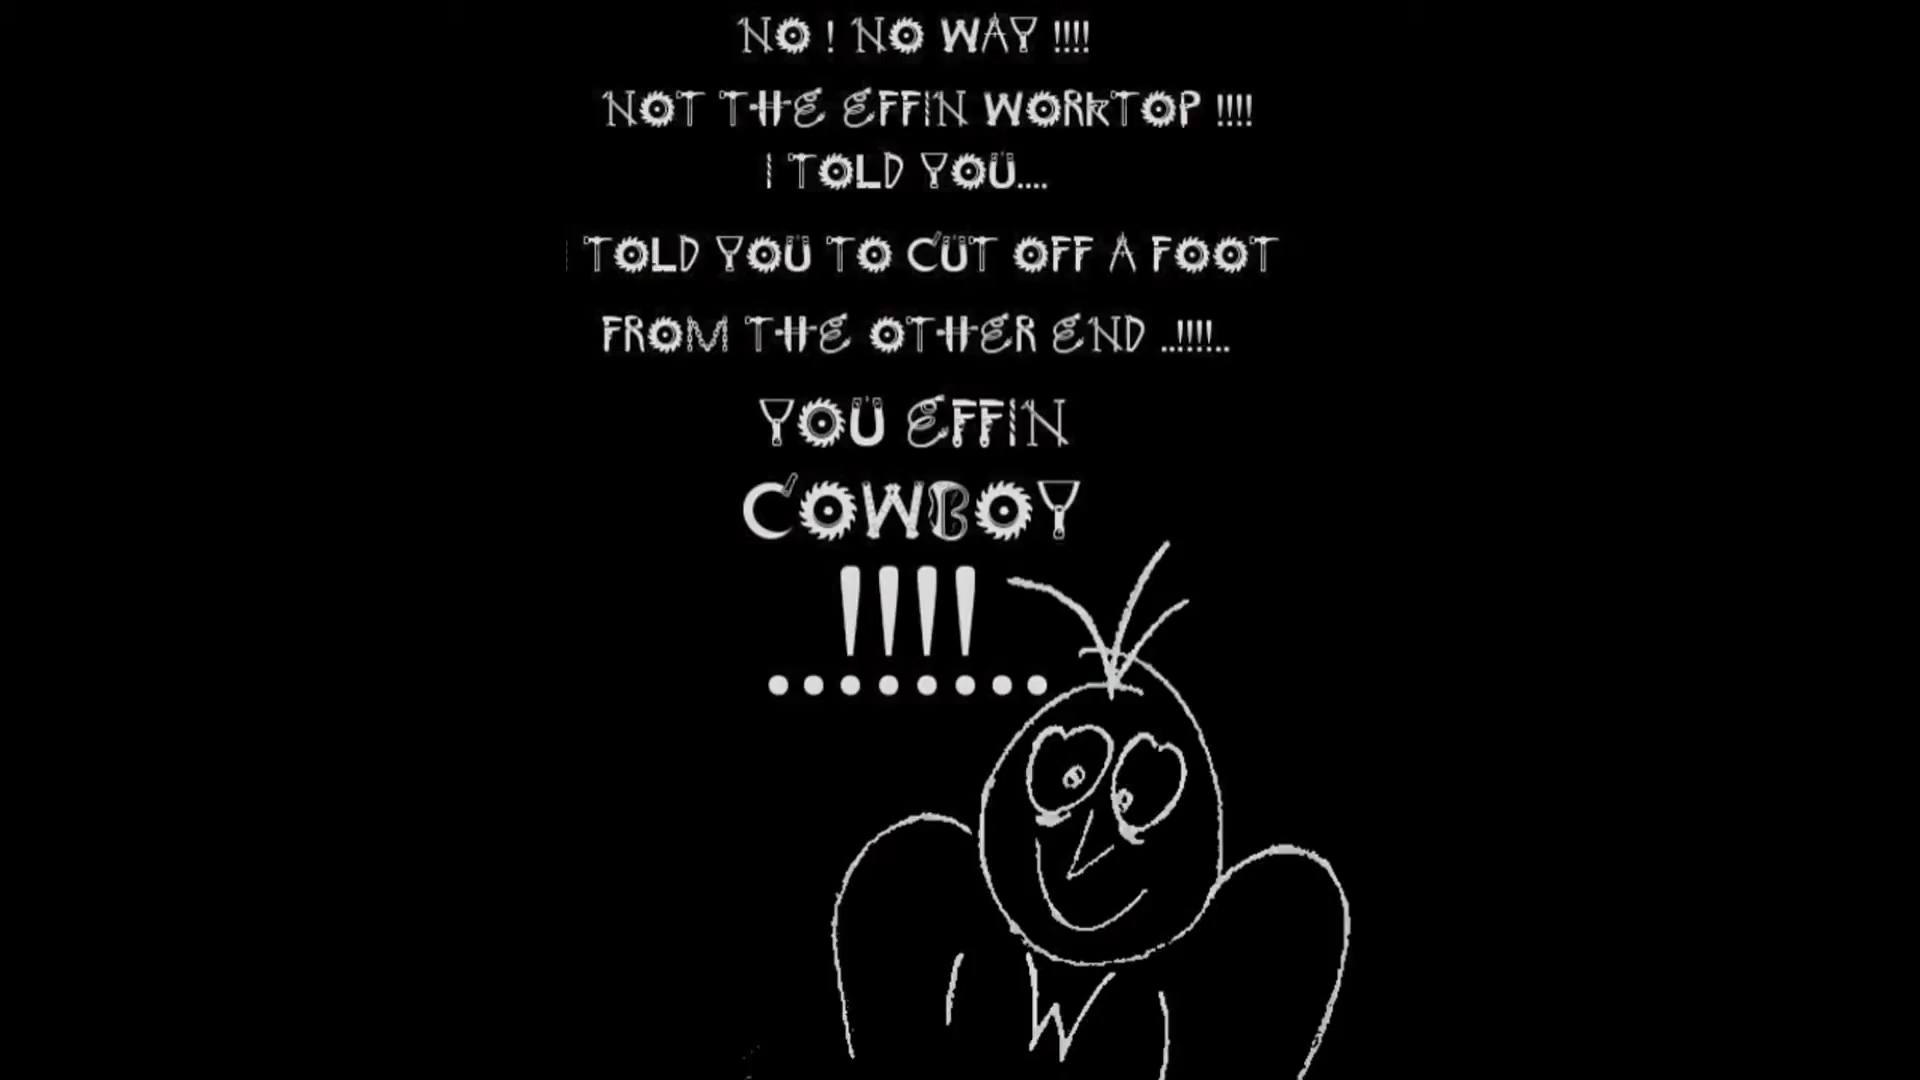 NO ! NO WAY !!!!
NOT THE EFFIN WORKTOP !!!!
I TOLD YOU....
I TOLD YOU TO CUT OFF A FOOT
FROM THE OTHER END ..!!!!..
YOU EFFIN
COWBOY
!!!!
........